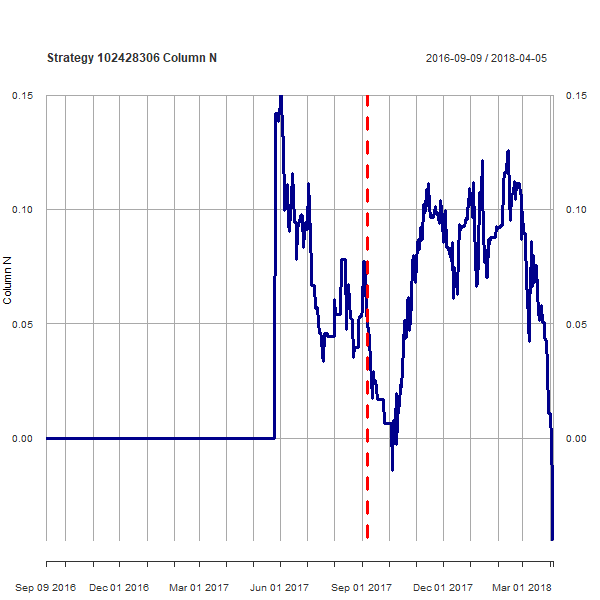 Strategy 102428306 Column N
2016-09-09 / 2018-04-05
0.15
0.15
0.10
0.10
Column N
0.05
0.05
0.00
0.00
Sep 09 2016
Dec 01 2016
Mar 01 2017
Jun 01 2017
Sep 01 2017
Dec 01 2017
Mar 01 2018